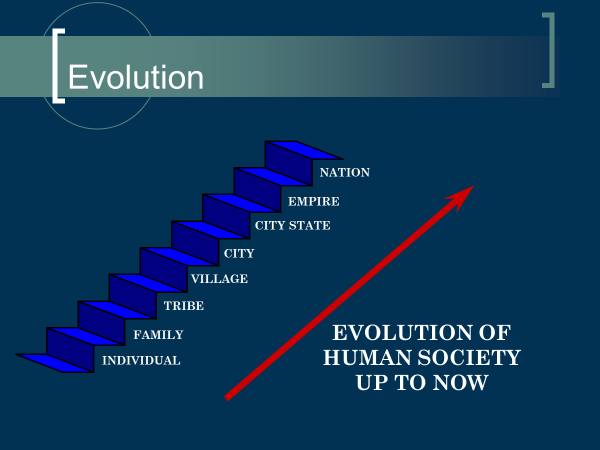 Evolution
NATION
EMPIRE
CITY STATE
CITY
VILLAGE
TRIBE
FAMILY
INDIVIDUAL
EVOLUTION OF
HUMAN SOCIETY
UP TO NOW